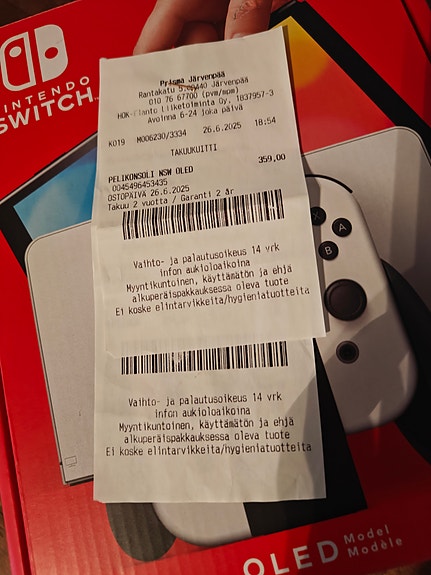 NINTENDO
SWITCH
Prisma Järvenpää
Järvenpää
010 76 67700 (pvm/mpm)
Liiketoiminta Oy, 1837957-3
Avoinna 6-24 joka päivä
K019 M006230/3334 26.6.2025 18:54
TAKUUKUITTI
359,00
PELIKONSOLI NSW OLED
0045496453435
OSTOPÄIVÄ 26.6.2025
Takuu 2 vuotta / Garanti 2 år
Vaihto- ja palautusoikeus 14 vrk
infon aukioloaikoina
Myyntikuntoinen, käyttämätön ja ehjä
alkuperäispakkauksessa oleva tuote
Ei koske elintarvikkeita/hygieniatuotteita
Vaihto- ja palautusoikeus 14 vrk
infon aukioloaikoina
Myyntikuntoinen, käyttämätön ja ehjä
alkuperäispakkauksessa oleva tuote
Ei koske elintarvikkeita/hygieniatuotteita
X
A
B
OLED Model
Modèle